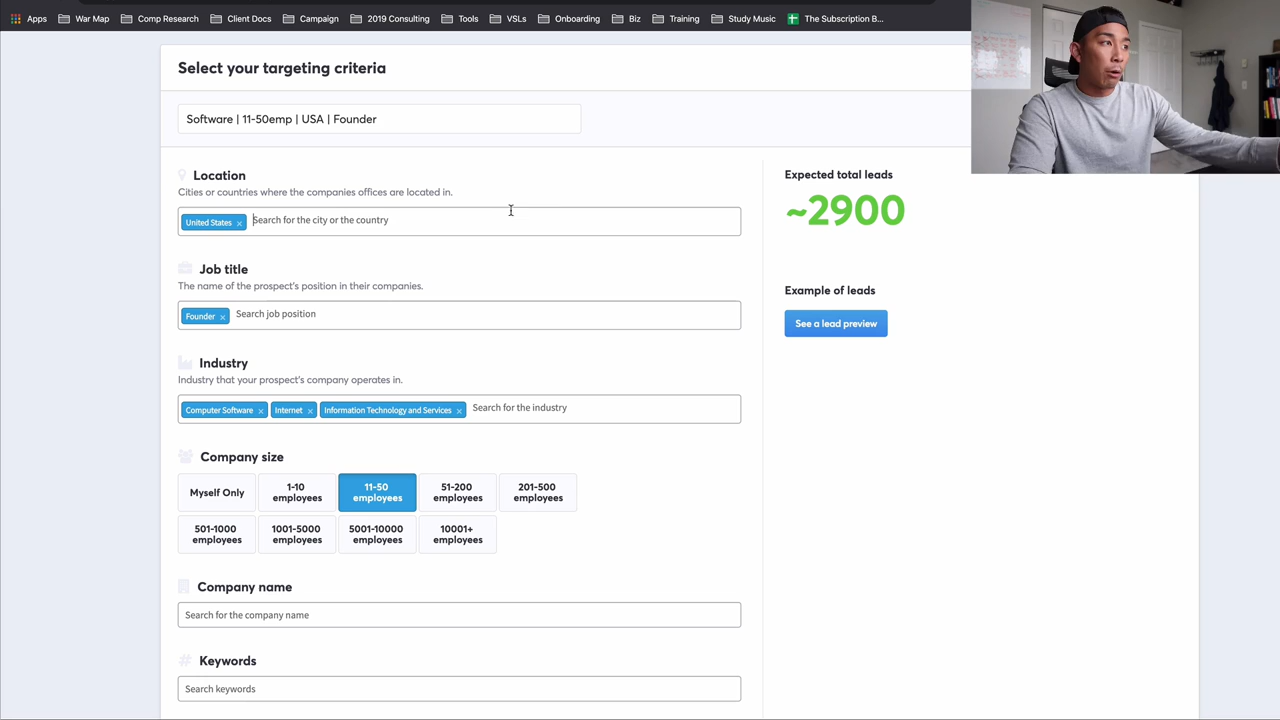 Apps War Map Comp Research Client Docs Campaign 2019 Consulting Tools VSLs Onboarding Biz Training Study Music The Subscription B...
Select your targeting criteria
Software | 11-50emp | USA | Founder
Location
Cities or countries where the companies offices are located in.
United States × Search for the city or the country
Job title
The name of the prospect's position in their companies.
Founder × Search job position
Industry
Industry that your prospect's company operates in.
Computer Software × Internet × Information Technology and Services × Search for the industry
Company size
Myself Only
1-10
employees
11-50
employees
51-200
employees
201-500
employees
501-1000
employees
1001-5000
employees
5001-10000
employees
10001+
employees
Company name
Search for the company name
Keywords
Search keywords
Expected total leads
~2900
Example of leads
See a lead preview